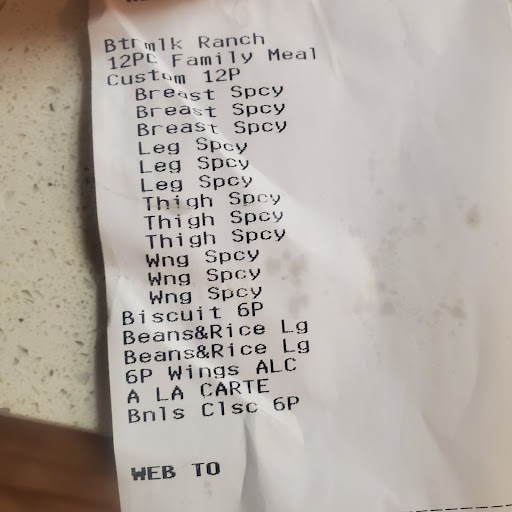 Btrmlk Ranch
12PC Family Meal
Custom 12P
Breast Spcy
Breast Spcy
Breast Spcy
Leg Spcy
Leg Spcy
Leg Spcy
Thigh Spcy
Thigh Spcy
Thigh Spcy
Wng Spcy
Wng Spcy
Wng Spcy
Biscuit 6P
Beans&Rice Lg
Beans&Rice Lg
6P Wings ALC
A LA CARTE
Bnls Clsc 6P
WEB TO